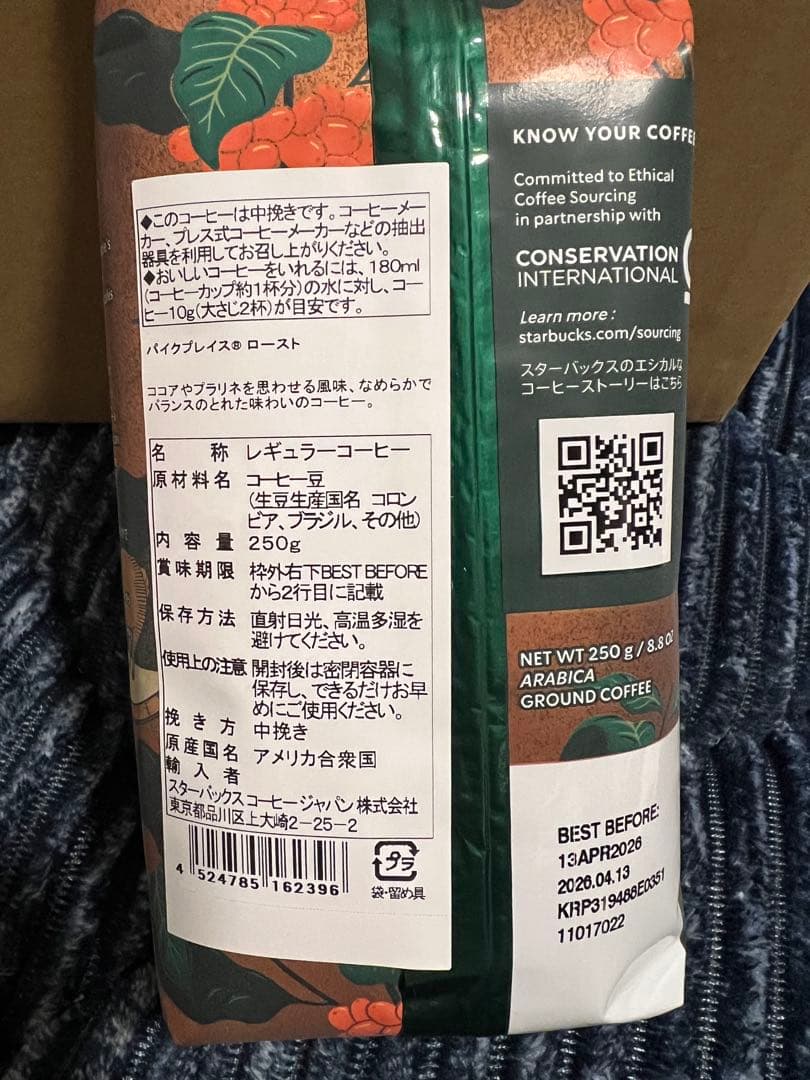 ◆このコーヒーは中挽きです。コーヒーメー
カー、プレス式コーヒーメーカーなどの抽出
器具を利用してお召し上がりください。
◆おいしいコーヒーをいれるには、180ml
(コーヒーカップ約1杯分)の水に対し、コー
ヒー10g(大さじ2杯)が目安です。
パイクプレイス® ロースト
ココアやプラリネを思わせる風味、なめらかで
バランスのとれた味わいのコーヒー。
名称 レギュラーコーヒー
原材料名 コーヒー豆
(生豆生産国名 コロン
ビア、ブラジル、その他)
内容量 250g
賞味期限 枠外右下BEST BEFORE
から2行目に記載
保存方法 直射日光、高温多湿を
避けてください。
使用上の注意 開封後は密閉容器に
保存し、できるだけお早
めにご使用ください。
挽き方 中挽き
原産国名 アメリカ合衆国
輸入者
スターバックス コーヒー ジャパン 株式会社
東京都品川区上大崎2-25-2
4 524785 162396
プラ
袋・留め具
KNOW YOUR COFFE
Committed to Ethical
Coffee Sourcing
in partnership with
CONSERVATION
INTERNATIONAL
Learn more :
starbucks.com/sourcing
スターバックスのエシカルな
コーヒーストーリーはこちら
NET WT 250 g / 8.8 OZ
ARABICA
GROUND COFFEE
BEST BEFORE:
13APR2026
2026.04.13
KRP319488E0351
11017022